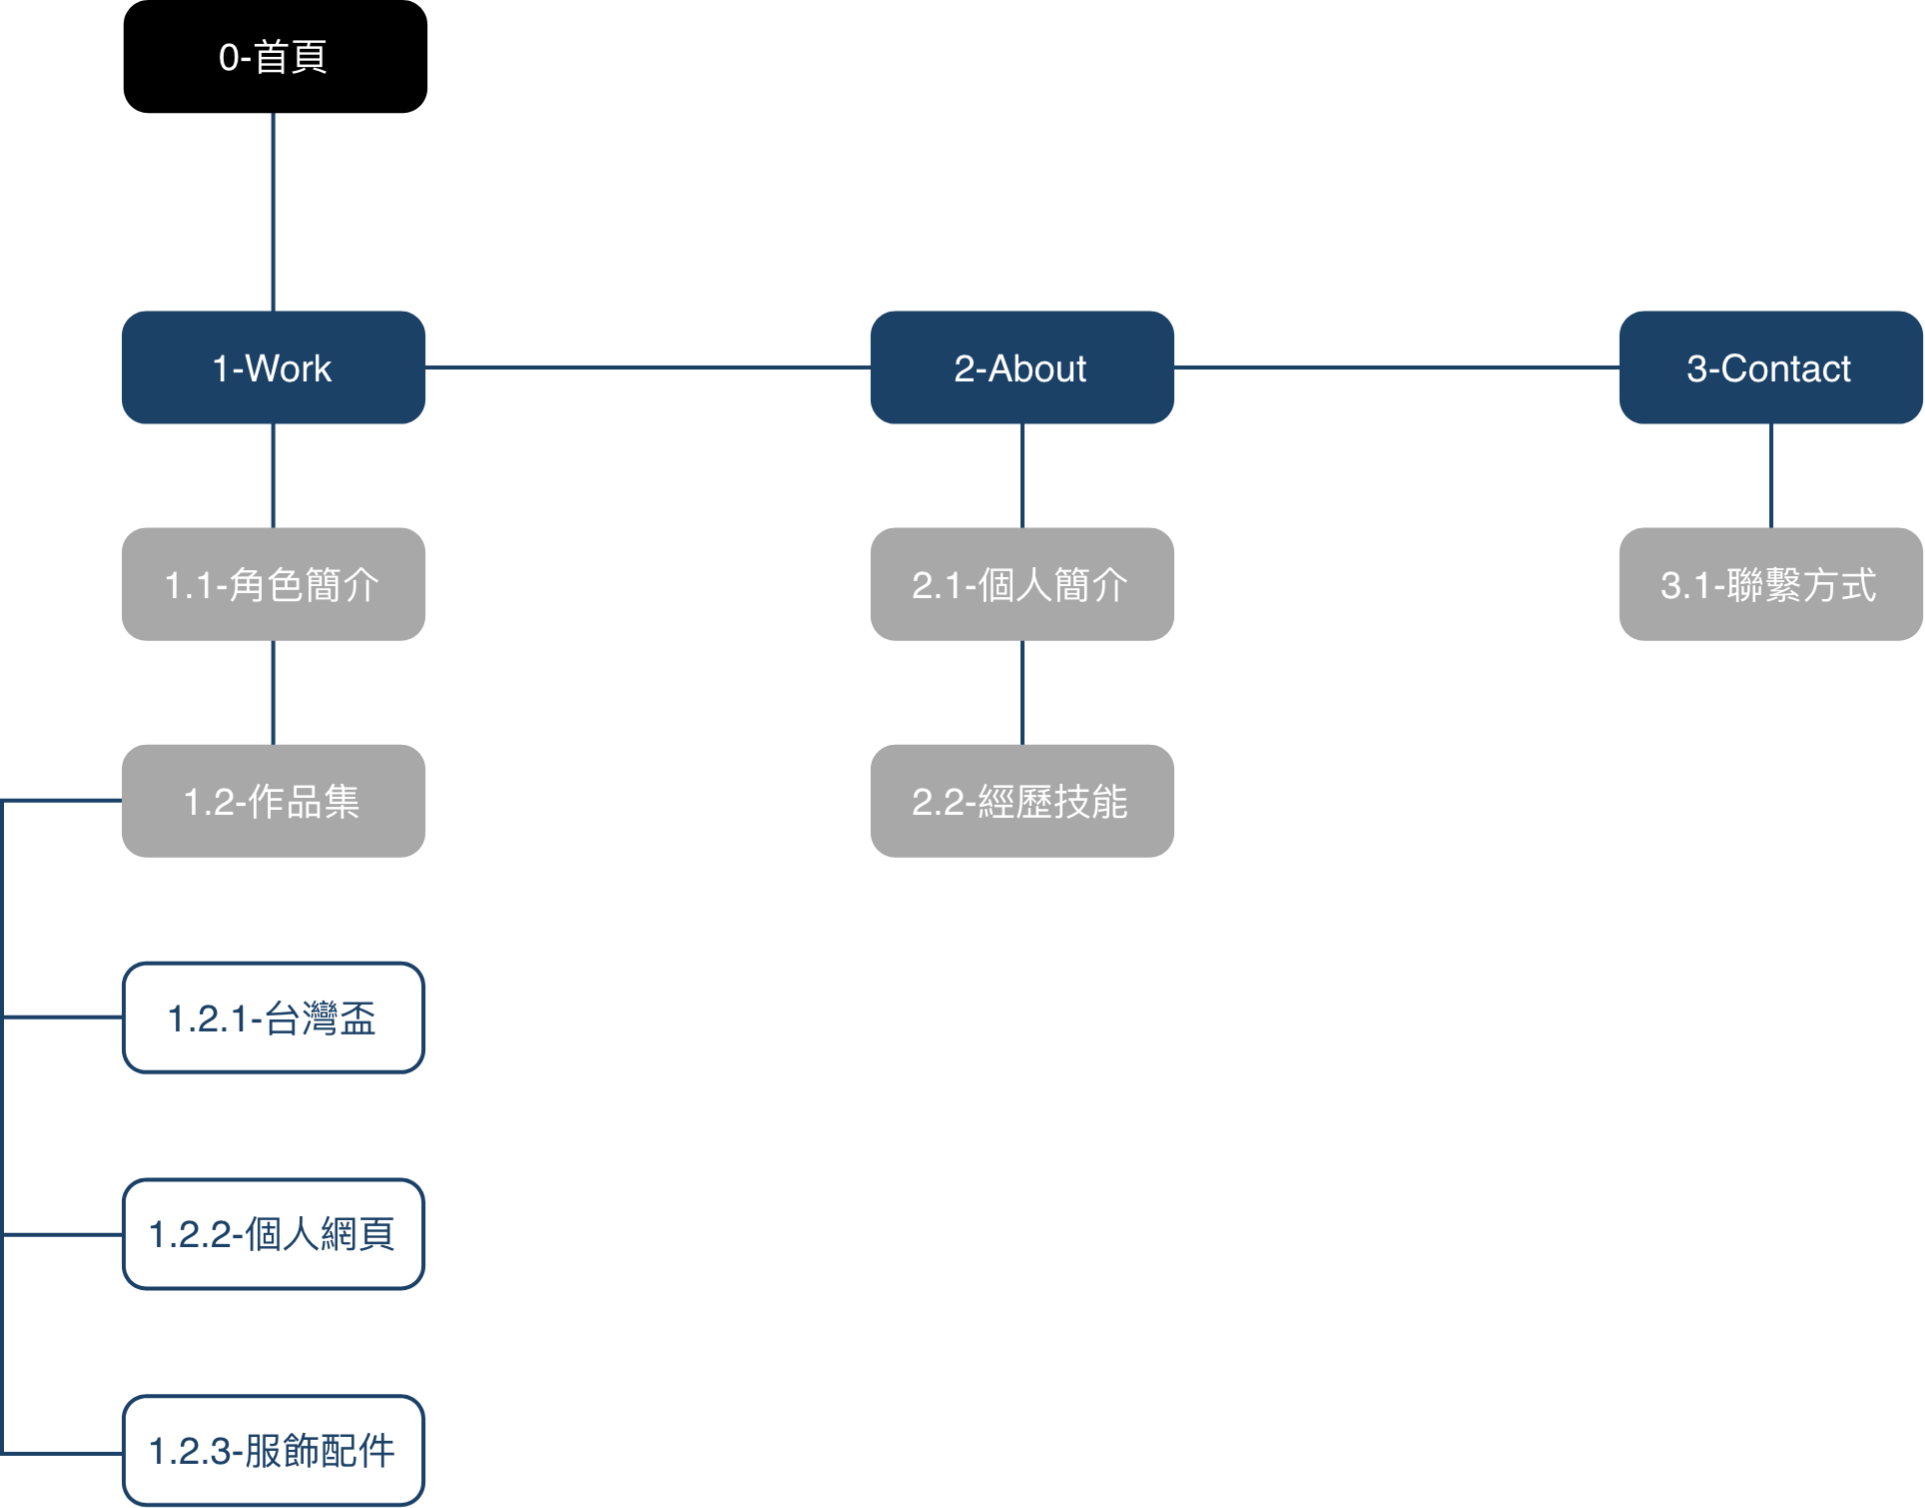 0-首頁
1-Work
2-About
3-Contact
1.1-角色簡介
2.1-個人簡介
3.1-聯繫方式
1.2-作品集
2.2-經歷技能
1.2.1-台灣盃
1.2.2-個人網頁
1.2.3-服飾配件